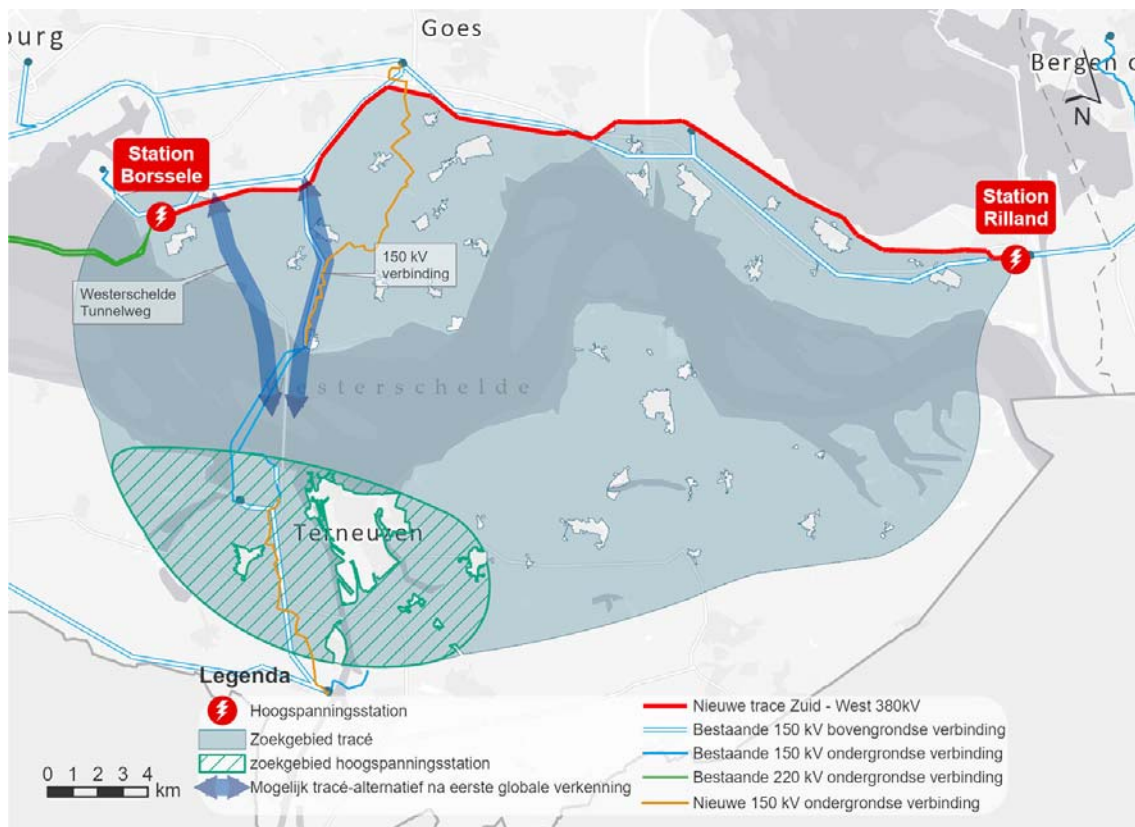 ourg
Goes
Bergen o
N
Station
Borssele
Station
Rilland
150 kV
verbinding
Westerschelde
Tunnelweg
Westerschelde
Terneuzen
Legenda
Hoogspanningsstation
Zoekgebied tracé
zoekgebied hoogspanningsstation
Mogelijk tracé-alternatief na eerste globale verkenning
Nieuwe trace Zuid - West 380kV
Bestaande 150 kV bovengrondse verbinding
Bestaande 150 kV ondergrondse verbinding
Bestaande 220 kV ondergrondse verbinding
Nieuwe 150 kV ondergrondse verbinding
0 1 2 3 4
km